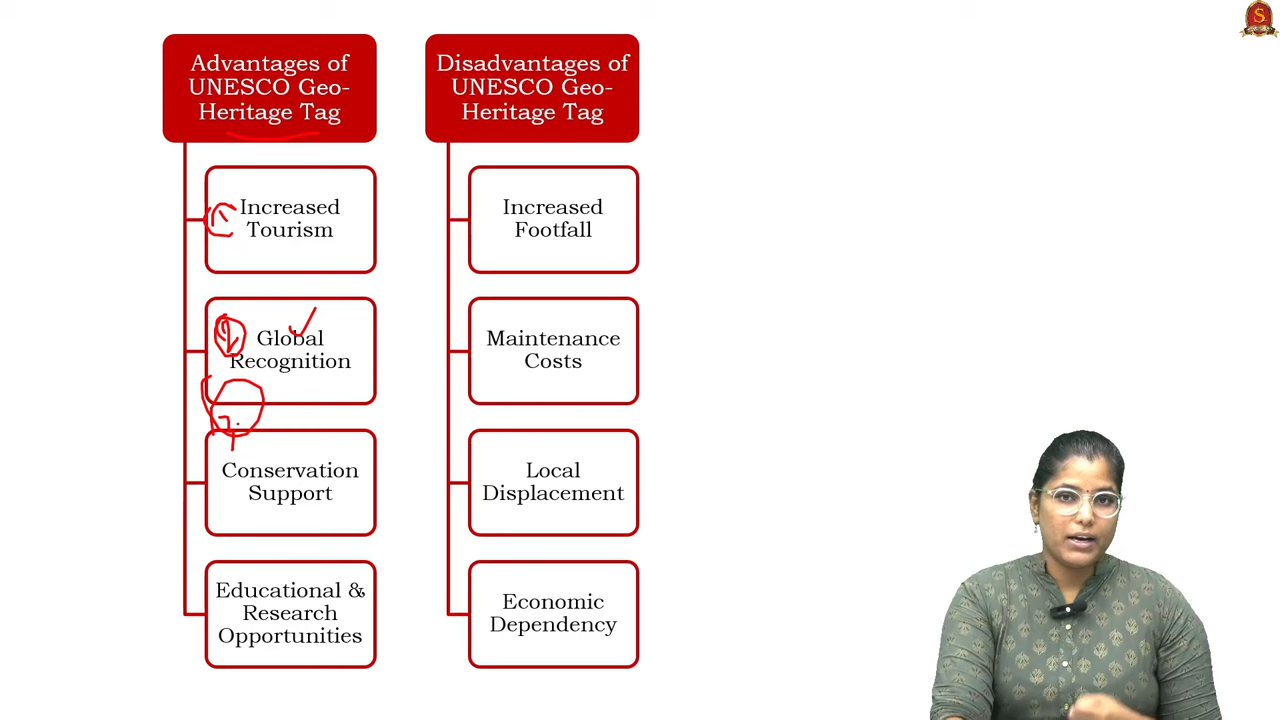 Advantages of
UNESCO Geo-
Heritage Tag
Increased
Tourism
Global
Recognition
Conservation
Support
Educational &
Research
Opportunities
Disadvantages of
UNESCO Geo-
Heritage Tag
Increased
Footfall
Maintenance
Costs
Local
Displacement
Economic
Dependency
S